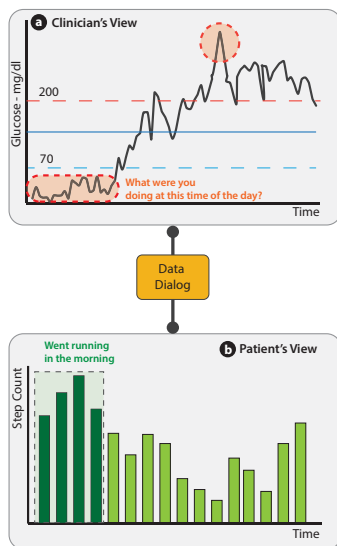 a Clinician's View
Glucose - mg/dl
200
70
What were you
doing at this time of the day?
Time
Data
Dialog
Went running
in the morning
b Patient's View
Step Count
Time